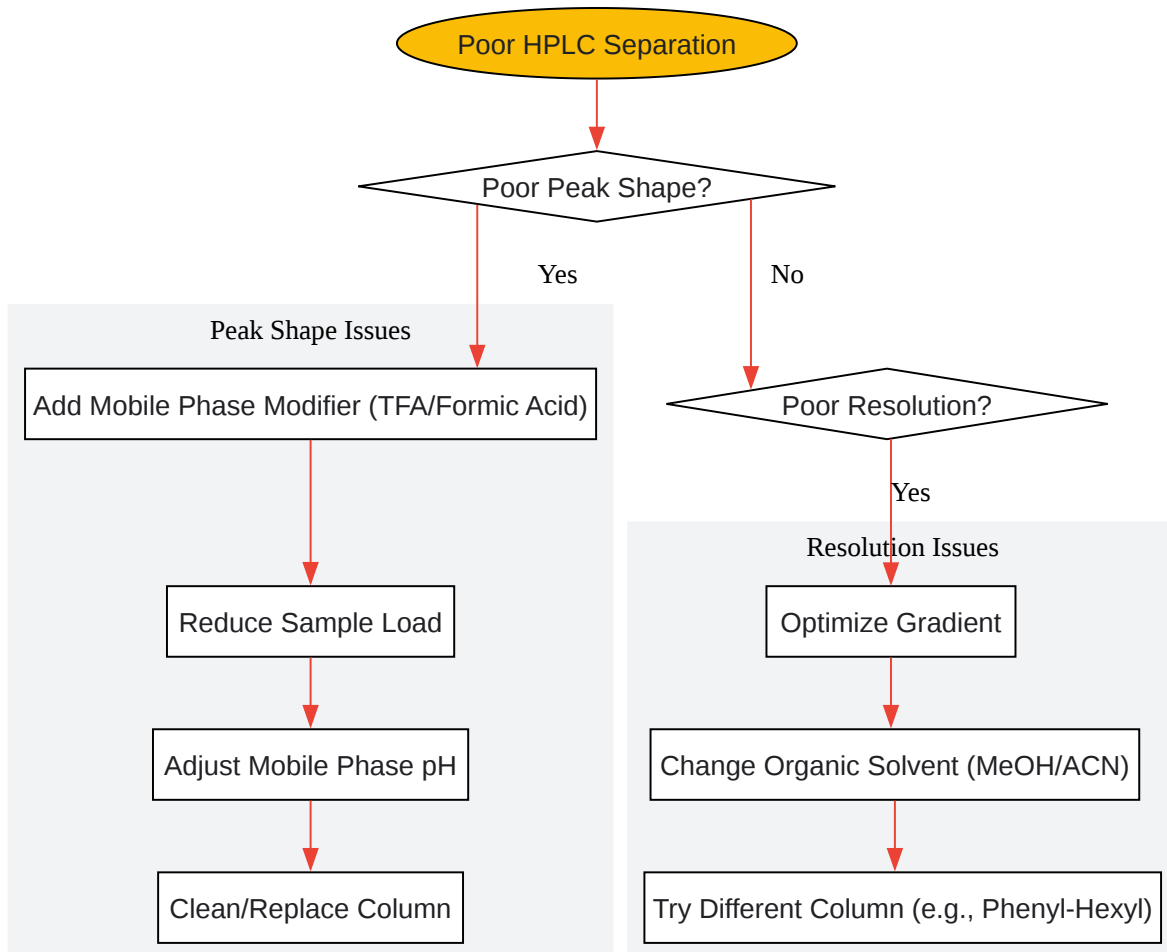 Poor HPLC Separation
Poor Peak Shape?
Yes
No
Peak Shape Issues
Add Mobile Phase Modifier (TFA/Formic Acid)
Reduce Sample Load
Adjust Mobile Phase pH
Clean/Replace Column
Poor Resolution?
Yes
Resolution Issues
Optimize Gradient
Change Organic Solvent (MeOH/ACN)
Try Different Column (e.g., Phenyl-Hexyl)